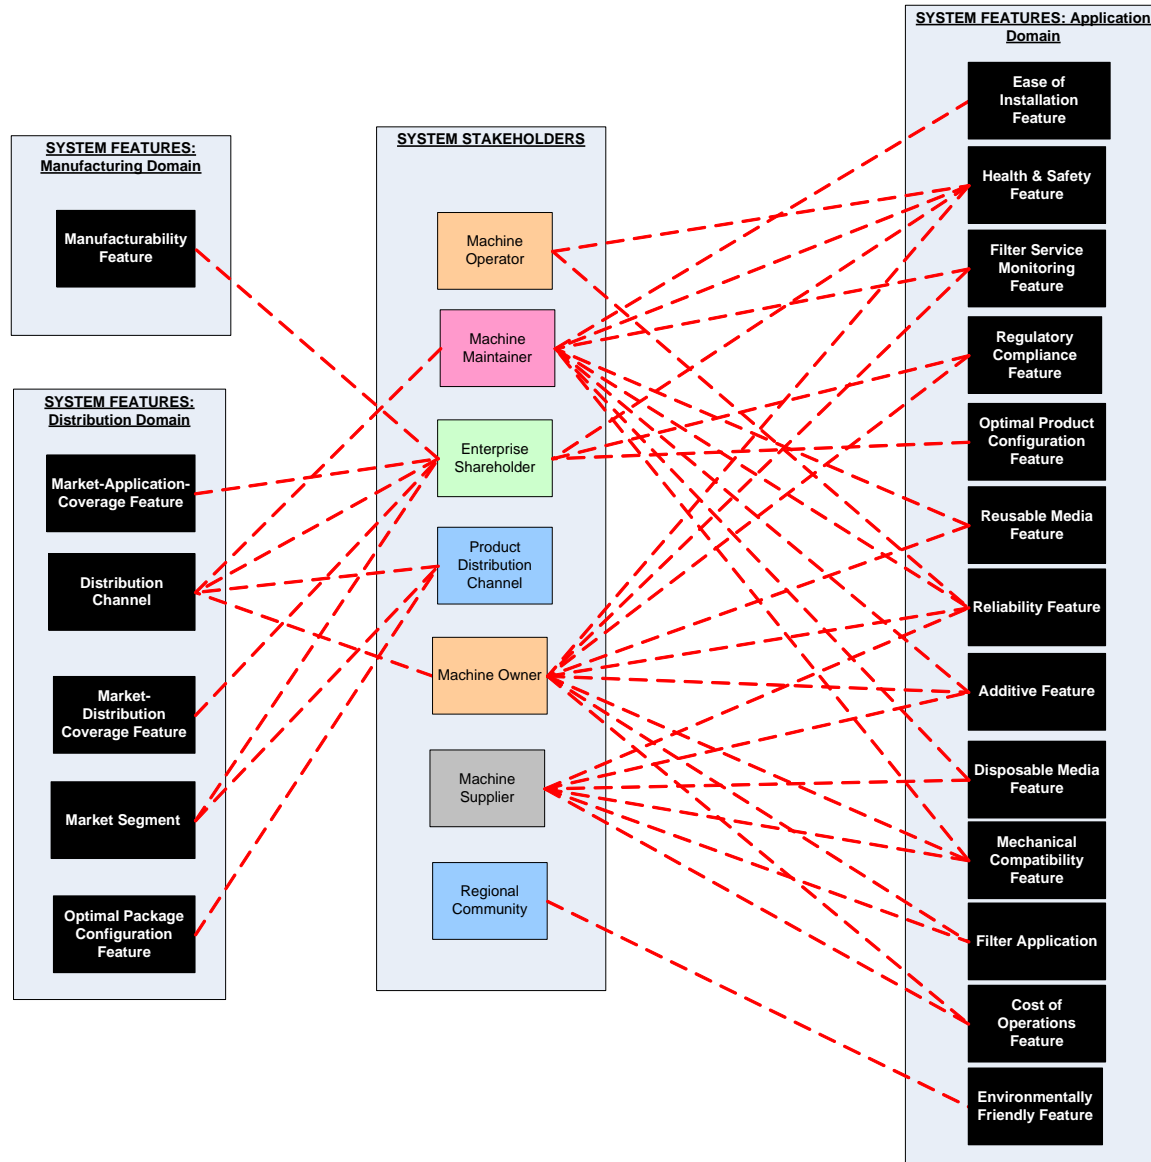 SYSTEM FEATURES:
Manufacturing Domain
Manufacturability
Feature
SYSTEM FEATURES:
Distribution Domain
Market-Application-
Coverage Feature
Distribution
Channel
Market-
Distribution
Coverage Feature
Market Segment
Optimal Package
Configuration
Feature
SYSTEM STAKEHOLDERS
Machine
Operator
Machine
Maintainer
Enterprise
Shareholder
Product
Distribution
Channel
Machine Owner
Machine
Supplier
Regional
Community
SYSTEM FEATURES: Application
Domain
Ease of
Installation
Feature
Health & Safety
Feature
Filter Service
Monitoring
Feature
Regulatory
Compliance
Feature
Optimal Product
Configuration
Feature
Reusable Media
Feature
Reliability Feature
Additive Feature
Disposable Media
Feature
Mechanical
Compatibility
Feature
Filter Application
Cost of
Operations
Feature
Environmentally
Friendly Feature